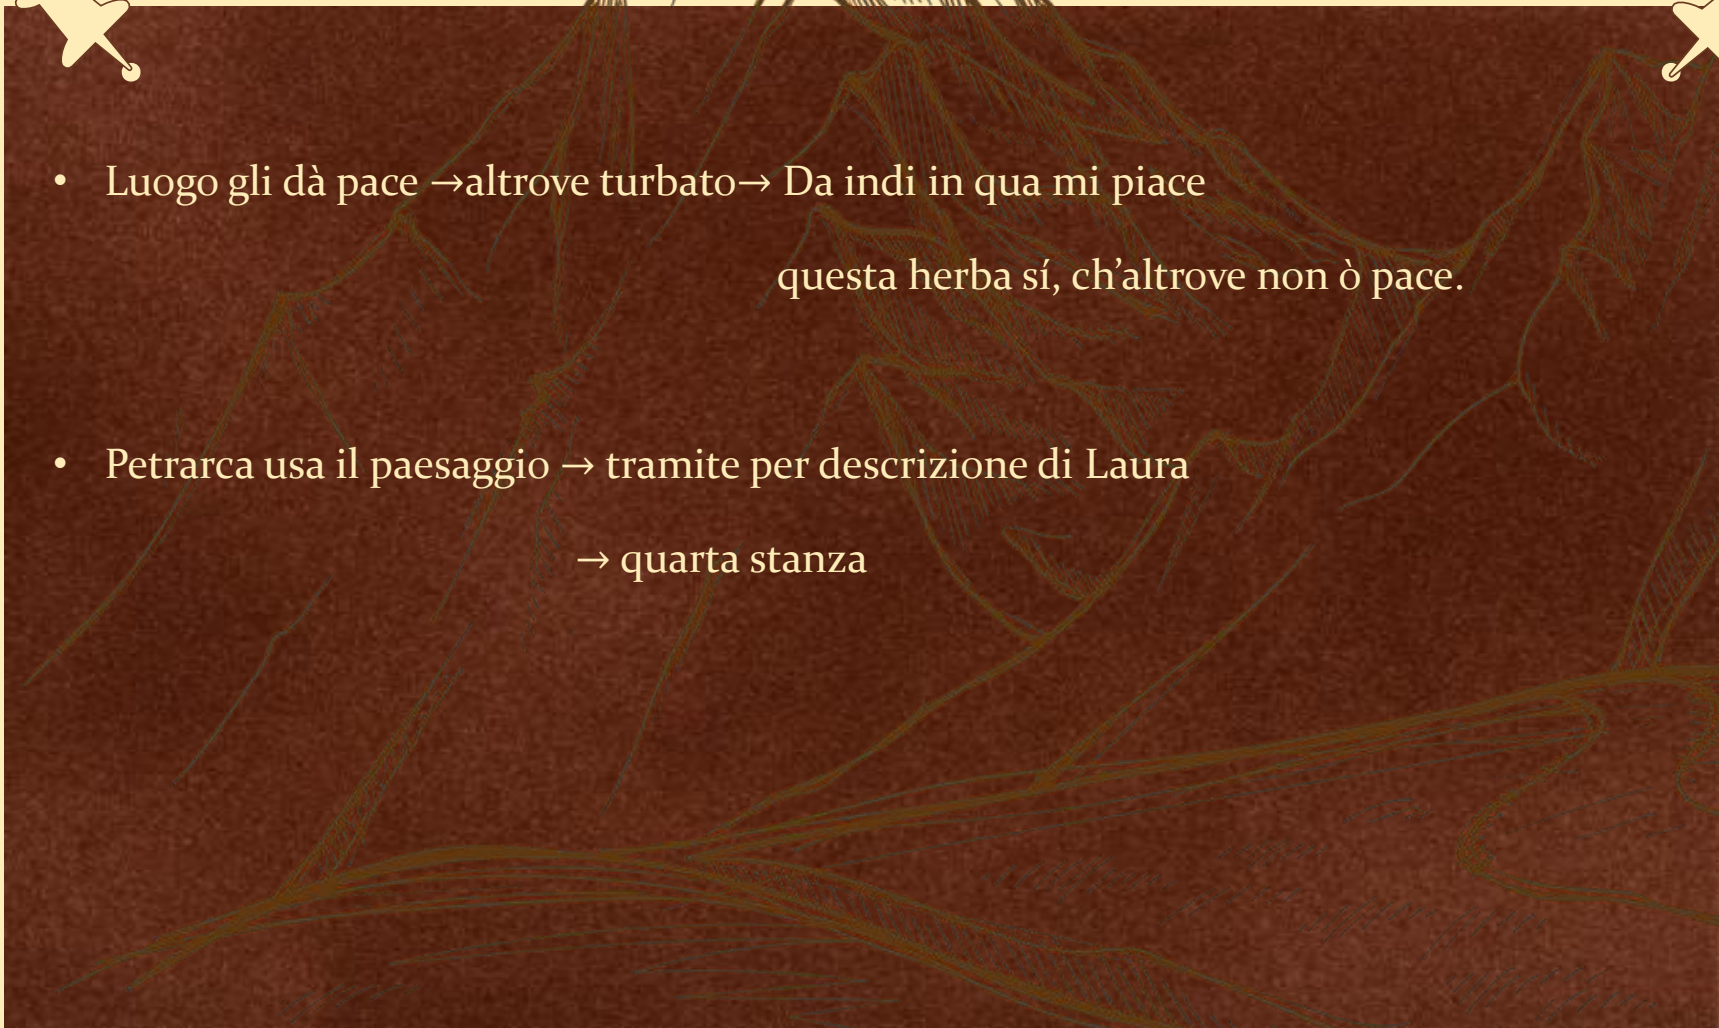 • Luogo gli dà pace →altrove turbato→ Da indi in qua mi piace
questa herba sí, ch’altrove non ò pace.
• Petrarca usa il paesaggio → tramite per descrizione di Laura
→ quarta stanza